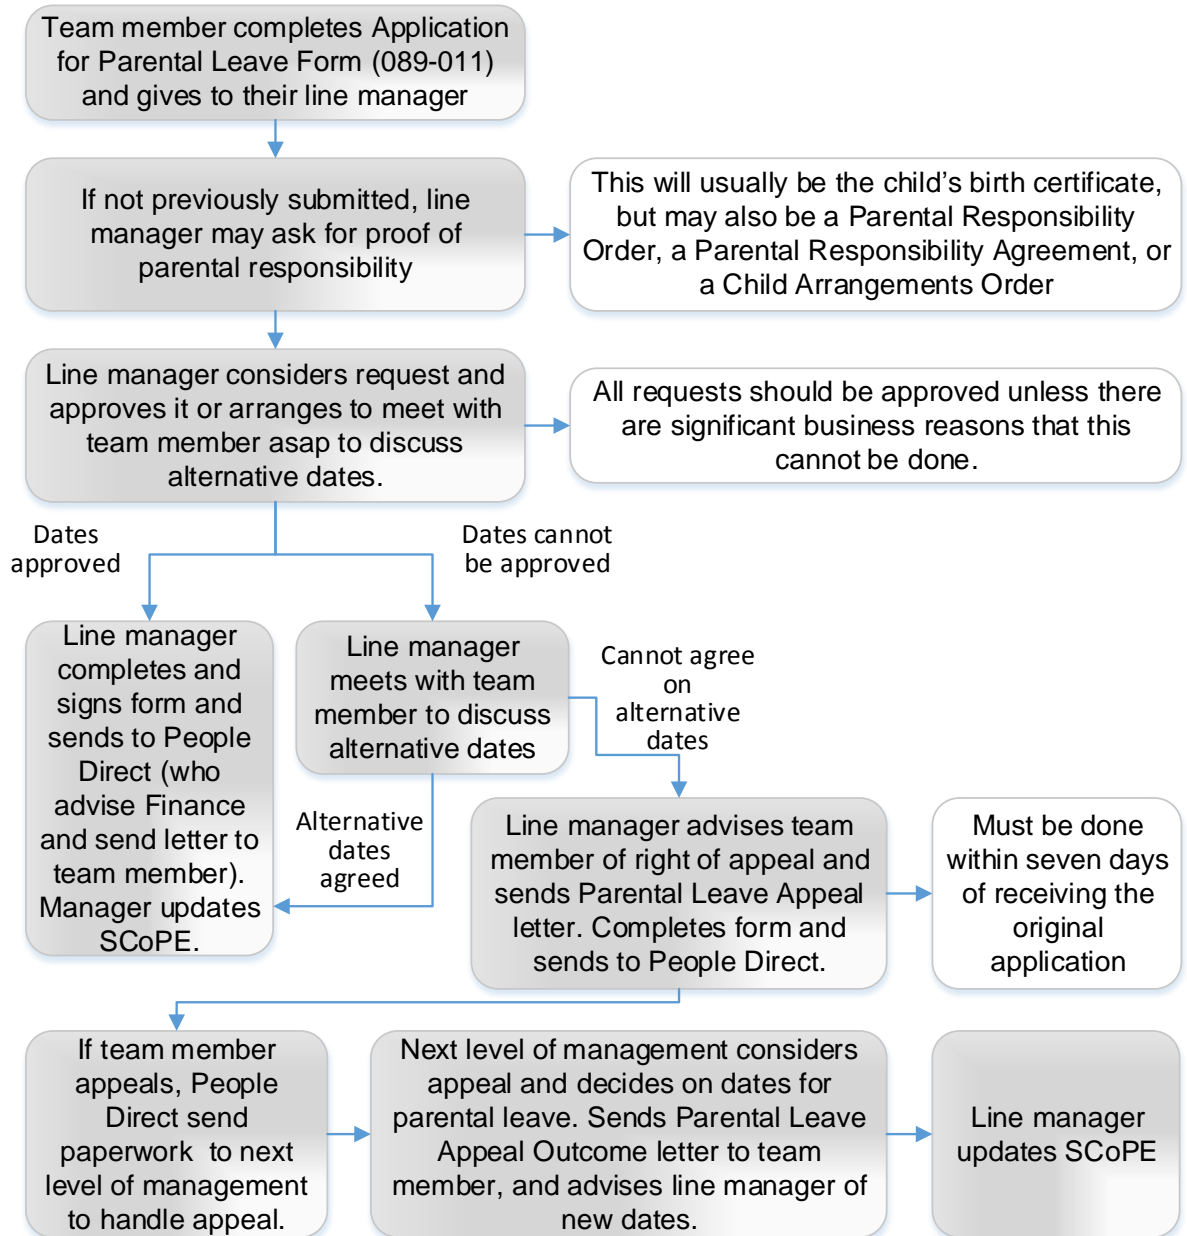 Team member completes Application
for Parental Leave Form (089-011)
and gives to their line manager
If not previously submitted, line
manager may ask for proof of
parental responsibility
This will usually be the child’s birth certificate,
but may also be a Parental Responsibility
Order, a Parental Responsibility Agreement, or
a Child Arrangements Order
Line manager considers request and
approves it or arranges to meet with
team member asap to discuss
alternative dates.
All requests should be approved unless there
are significant business reasons that this
cannot be done.
Dates
approved
Dates cannot
be approved
Line manager
completes and
signs form and
sends to People
Direct (who
advise Finance
and send letter to
team member).
Manager updates
SCoPE.
Line manager
meets with team
member to discuss
alternative dates
Cannot agree
on
alternative
dates
Alternative
dates
agreed
Line manager advises team
member of right of appeal and
sends Parental Leave Appeal
letter. Completes form and
sends to People Direct.
Must be done
within seven days
of receiving the
original
application
If team member
appeals, People
Direct send
paperwork to next
level of management
to handle appeal.
Next level of management considers
appeal and decides on dates for
parental leave. Sends Parental Leave
Appeal Outcome letter to team
member, and advises line manager of
new dates.
Line manager
updates SCoPE